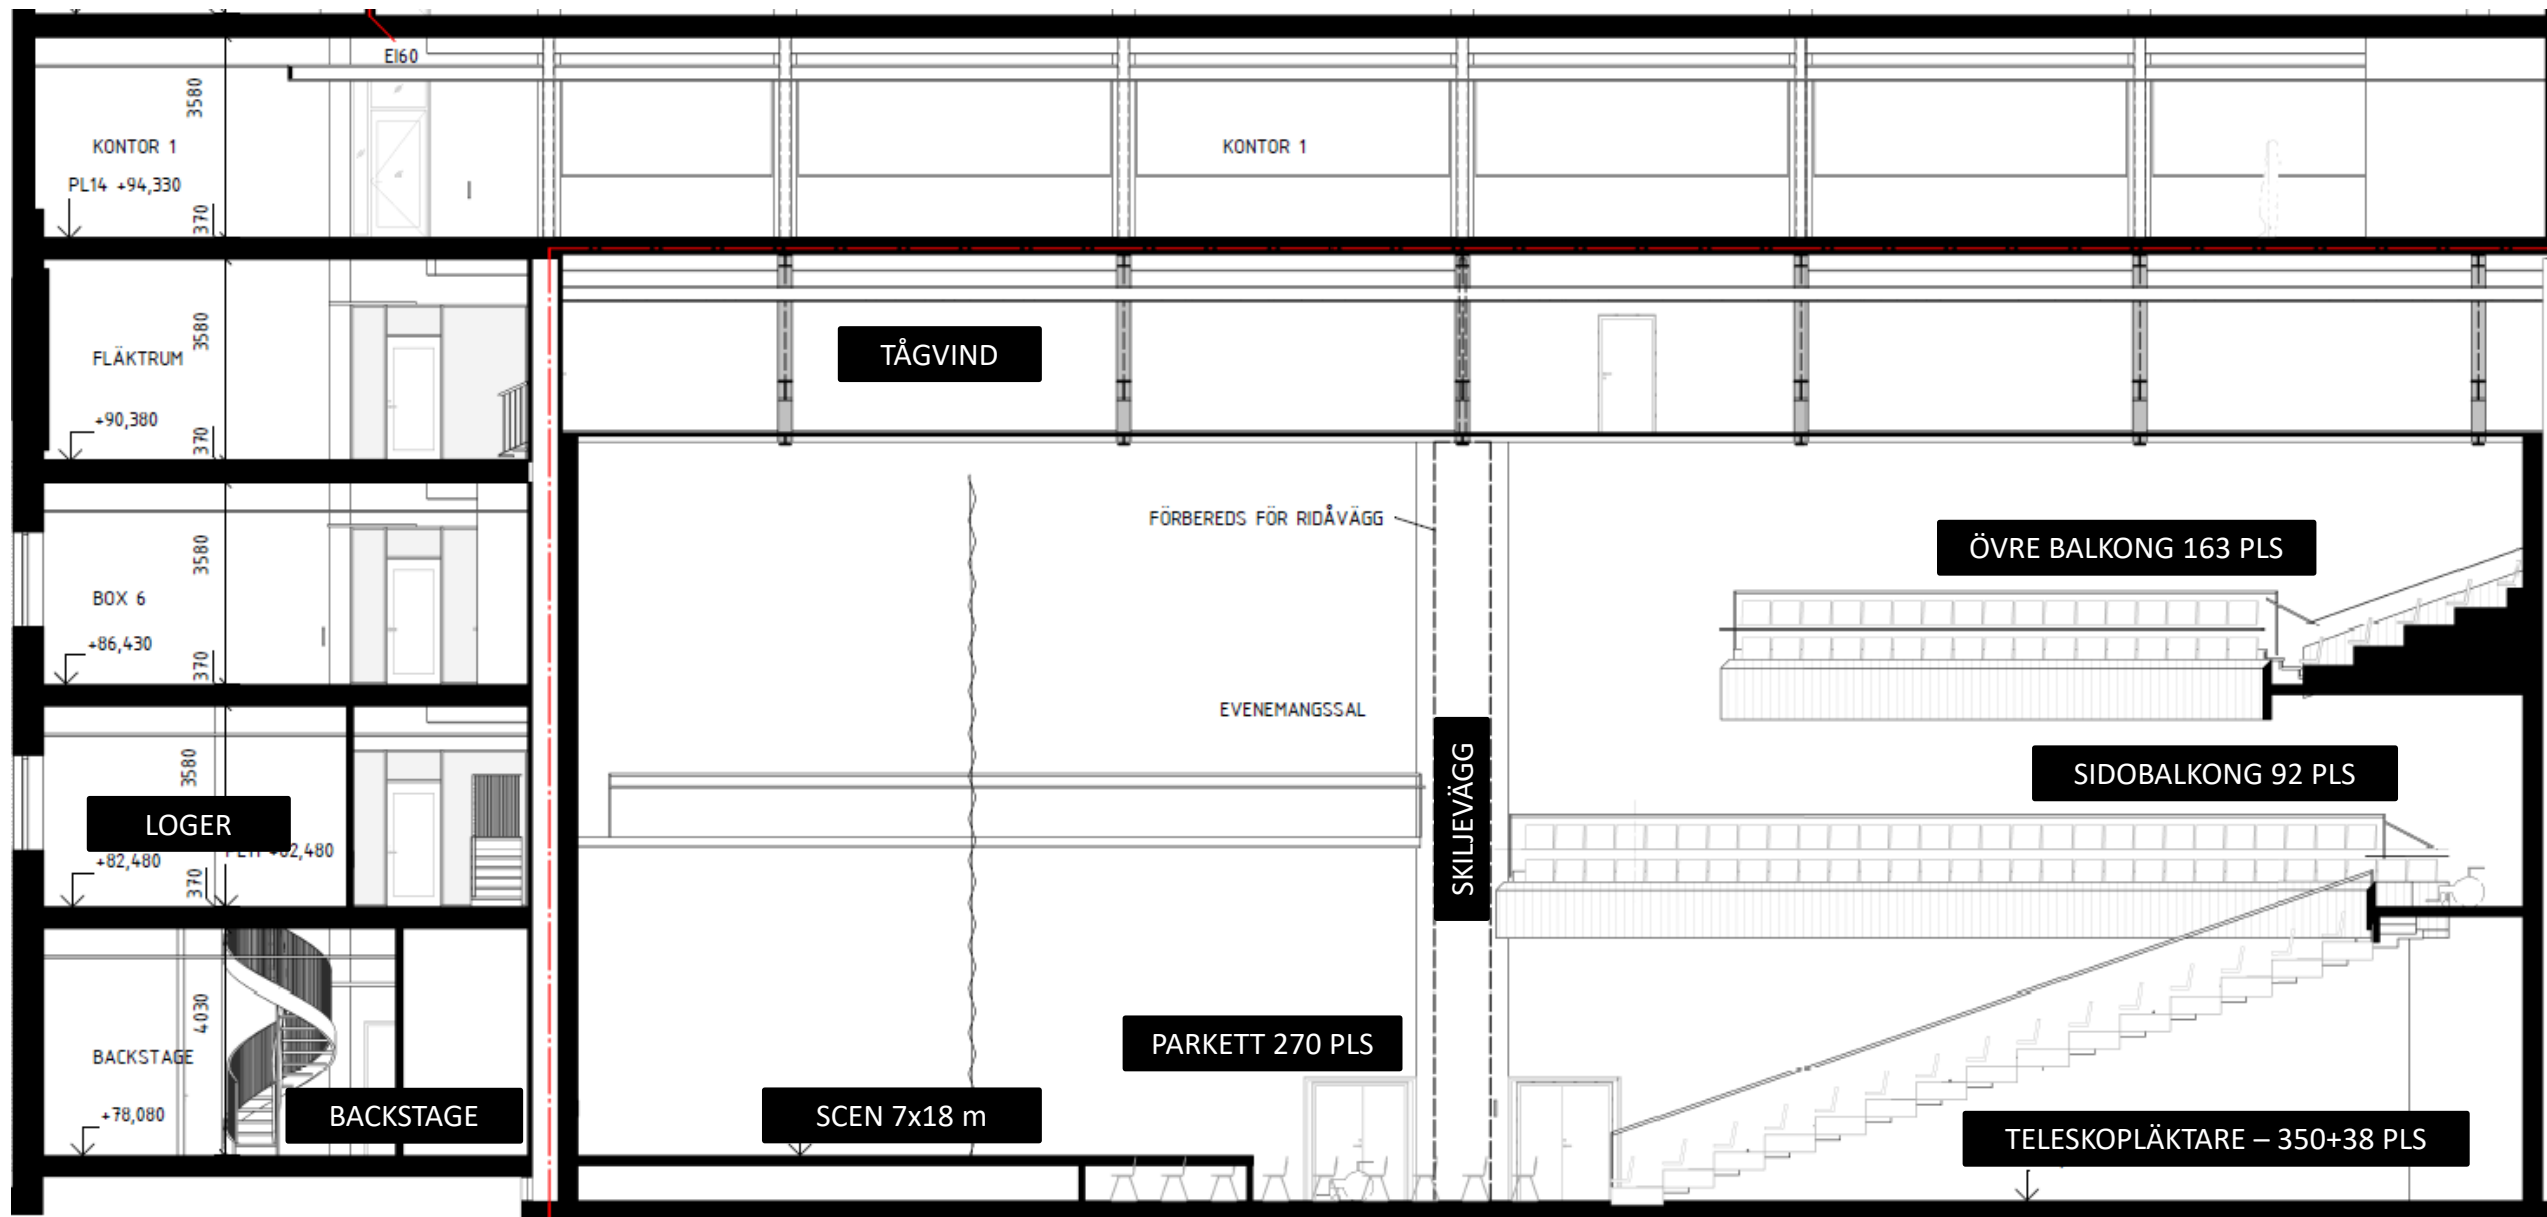 EI60
3580
KONTOR 1
KONTOR 1
PL14 +94,330
370
3580
TÅGVIND
FLÄKTRUM
+90,380
370
FÖRBEREDS FÖR RIDÅVÄGG
3580
ÖVRE BALKONG 163 PLS
BOX 6
+86,430
370
EVENEMANGSSAL
3580
SKILJEVÄGG
SIDOBALKONG 92 PLS
LOGER
+82,480
+82,480
370
4030
PARKETT 270 PLS
BACKSTAGE
+78,080
BACKSTAGE
SCEN 7x18 m
TELESKOPLÄKTARE – 350+38 PLS